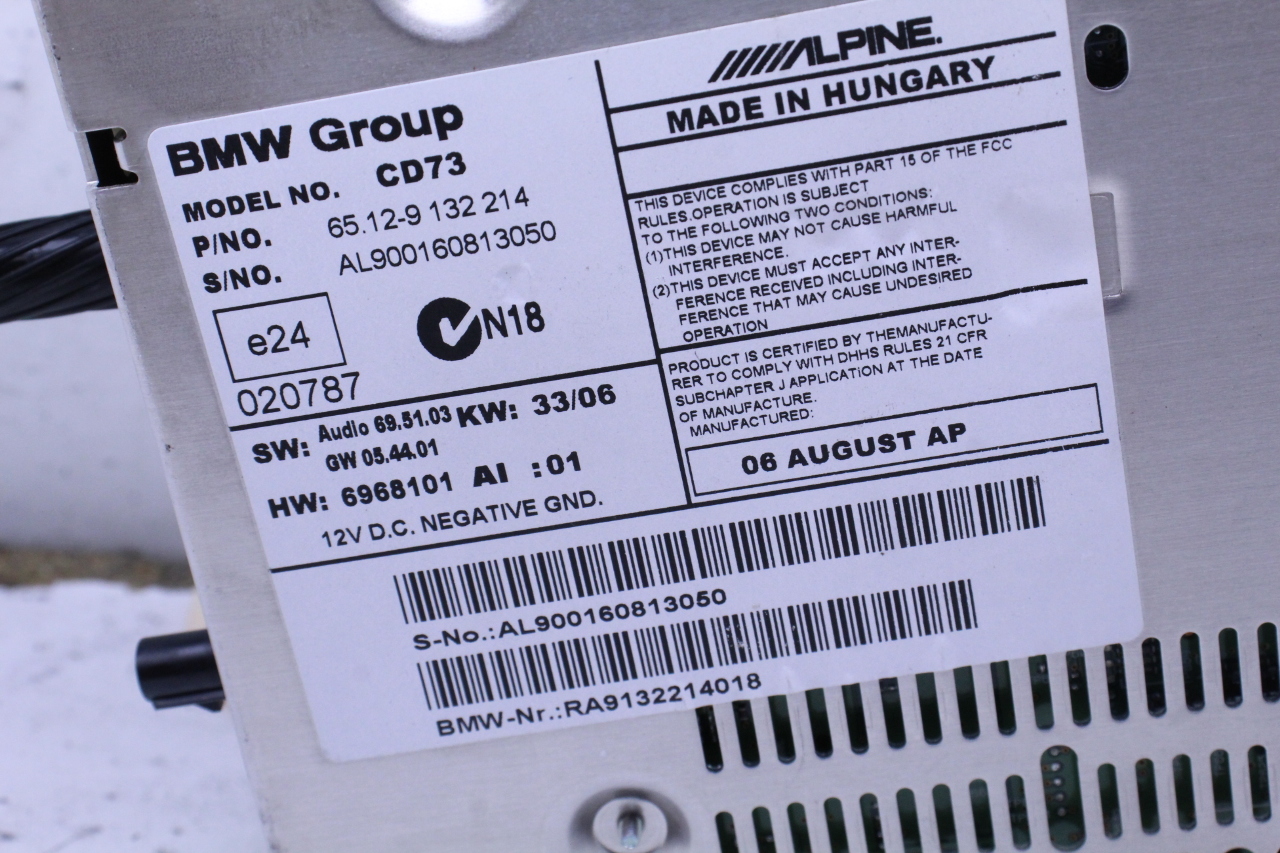 BMW Group
MODEL NO. CD73
P/NO. 65.12-9 132 214
S/NO. AL900160813050
e24
020787
N18
SW: Audio 69.51.03 KW: 33/06
GW 05.44.01
HW: 6968101 AI :01
12V D.C. NEGATIVE GND.
ALPINE.
MADE IN HUNGARY
THIS DEVICE COMPLIES WITH PART 15 OF THE FCC
RULES.OPERATION IS SUBJECT
TO THE FOLLOWING TWO CONDITIONS:
(1)THIS DEVICE MAY NOT CAUSE HARMFUL
INTERFERENCE.
(2)THIS DEVICE MUST ACCEPT ANY INTER-
FERENCE RECEIVED INCLUDING INTER-
FERENCE THAT MAY CAUSE UNDESIRED
OPERATION
PRODUCT IS CERTIFIED BY THEMANUFACTU-
RER TO COMPLY WITH DHHS RULES 21 CFR
SUBCHAPTER J APPLICATION AT THE DATE
OF MANUFACTURE.
MANUFACTURED:
06 AUGUST AP
S-No.:AL900160813050
BMW-Nr.:RA9132214018